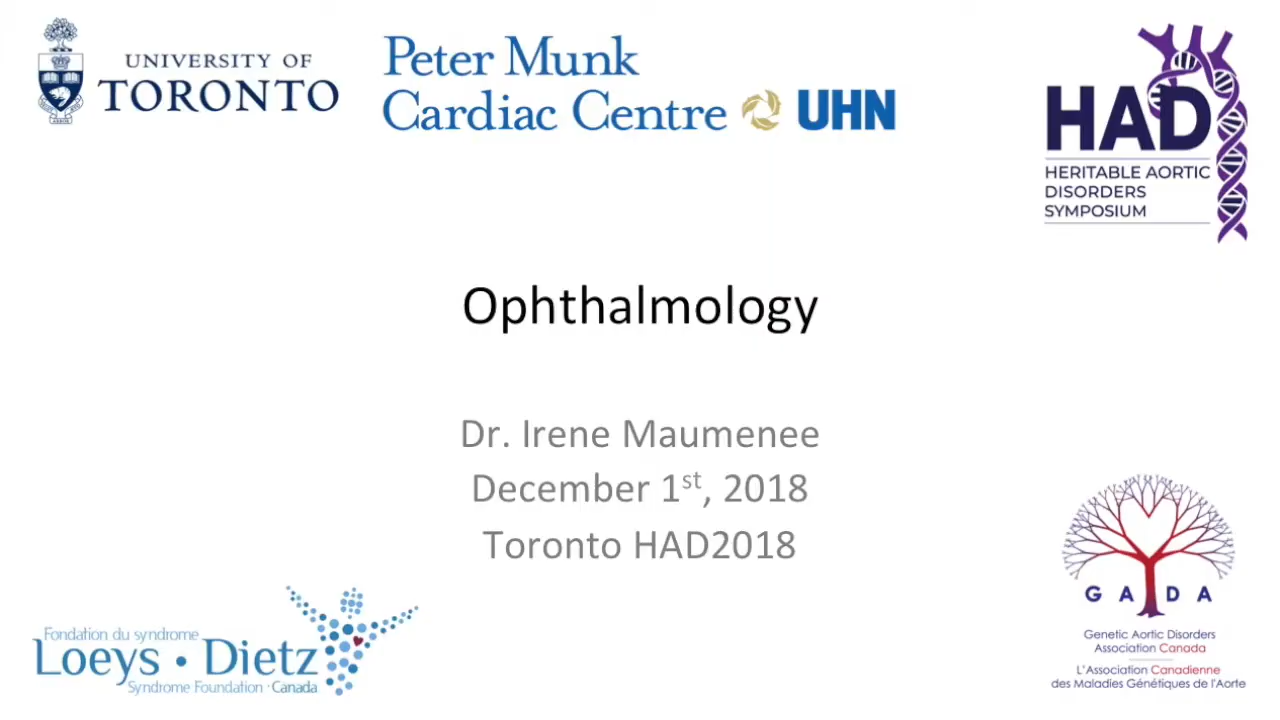 UNIVERSITY OF
TORONTO
Peter Munk
Cardiac Centre UHN
HAD
HERITABLE AORTIC
DISORDERS
SYMPOSIUM
Ophthalmology
Dr. Irene Maumenee
December 1st, 2018
Toronto HAD2018
Fondation du syndrome
Loeys • Dietz
Syndrome Foundation · Canada
GADA
Genetic Aortic Disorders
Association Canada
L'Association Canadienne
des Maladies Génétiques de l'Aorte